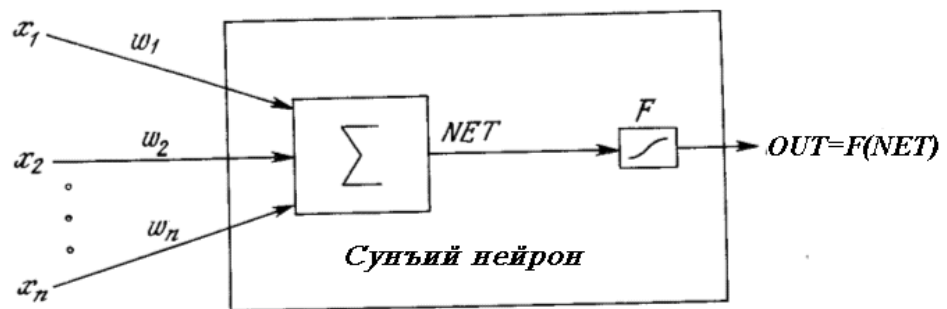 x₁
w₁
x₂
w₂
∑
NET
F
OUT=F(NET)
wₙ
xₙ
Сунъий нейрон